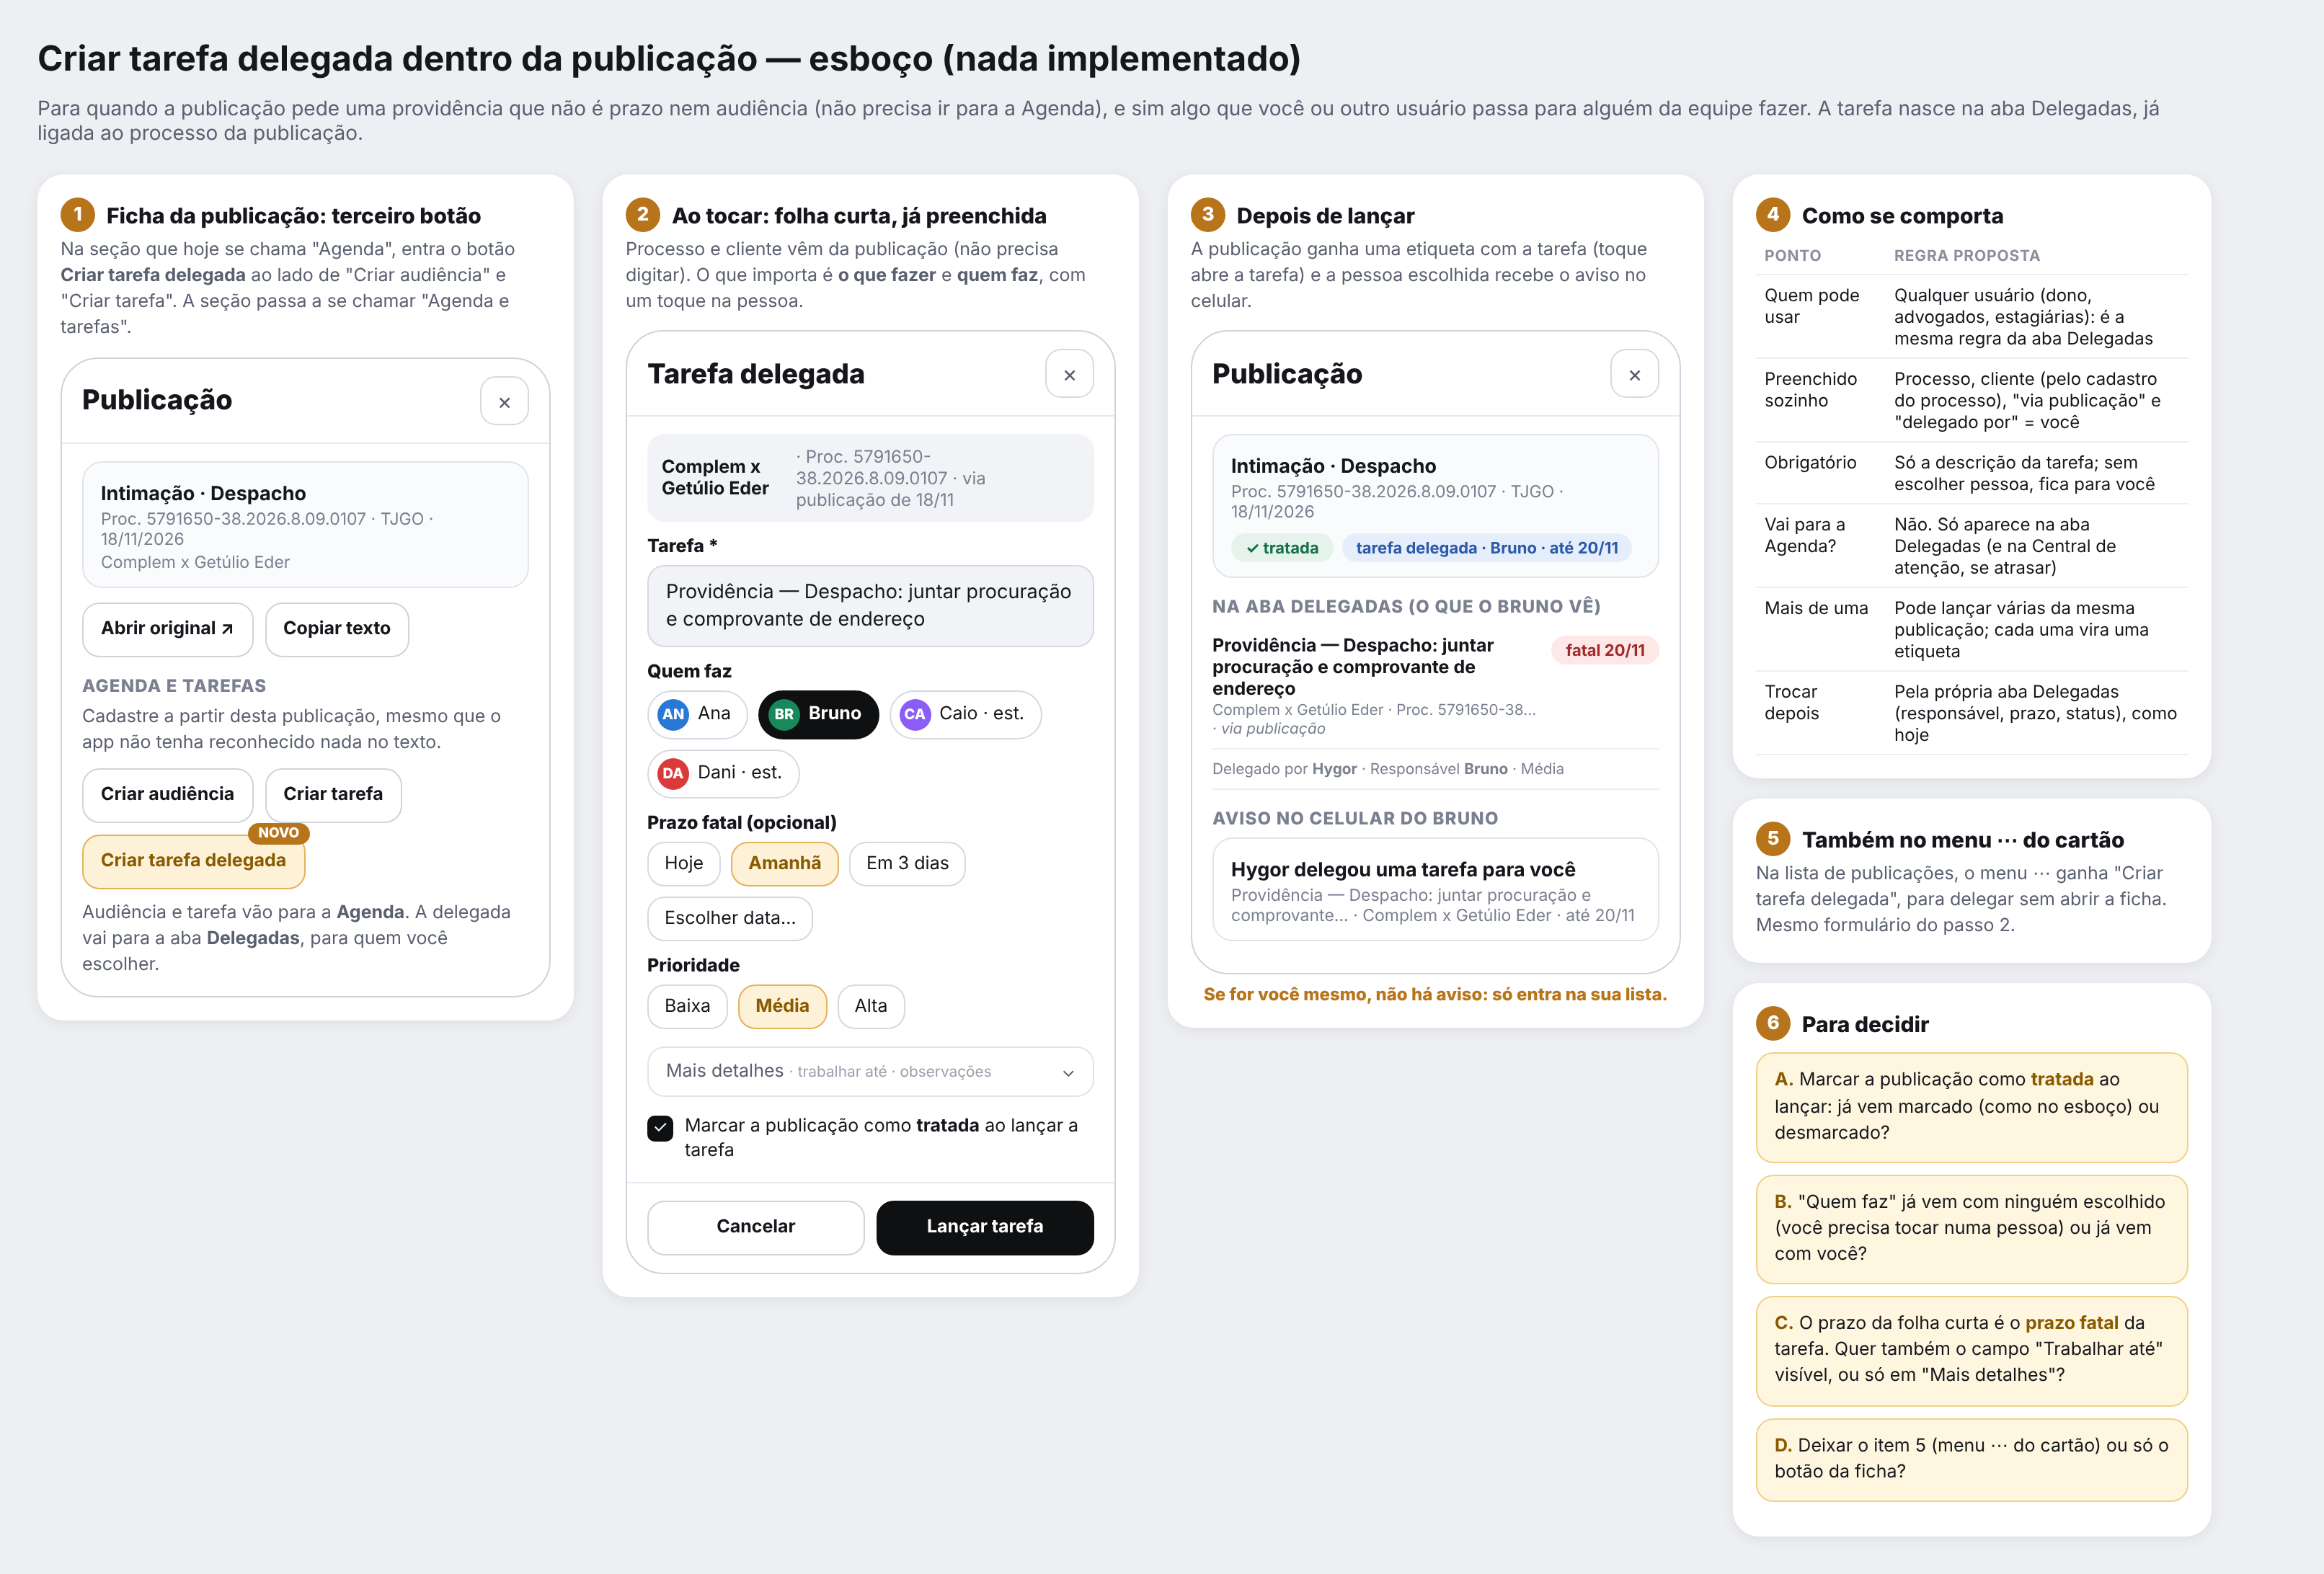 Criar tarefa delegada dentro da publicação — esboço (nada implementado)
Para quando a publicação pede uma providência que não é prazo nem audiência (não precisa ir para a Agenda), e sim algo que você ou outro usuário passa para alguém da equipe fazer. A tarefa nasce na aba Delegadas, já
ligada ao processo da publicação.
1 Ficha da publicação: terceiro botão
Na seção que hoje se chama "Agenda", entra o botão
Criar tarefa delegada ao lado de "Criar audiência" e
"Criar tarefa". A seção passa a se chamar "Agenda e
tarefas".
Publicação ×
Intimação · Despacho
Proc. 5791650-38.2026.8.09.0107 · TJGO ·
18/11/2026
Complem x Getúlio Eder
Abrir original ↗ Copiar texto
AGENDA E TAREFAS
Cadastre a partir desta publicação, mesmo que o
app não tenha reconhecido nada no texto.
Criar audiência Criar tarefa
NOVO
Criar tarefa delegada
Audiência e tarefa vão para a Agenda. A delegada
vai para a aba Delegadas, para quem você
escolher.
2 Ao tocar: folha curta, já preenchida
Processo e cliente vêm da publicação (não precisa
digitar). O que importa é o que fazer e quem faz, com
um toque na pessoa.
Tarefa delegada ×
Complem x
Getúlio Eder
· Proc. 5791650-
38.2026.8.09.0107 · via
publicação de 18/11
Tarefa *
Providência — Despacho: juntar procuração
e comprovante de endereço
Quem faz
AN Ana BR Bruno CA Caio · est.
DA Dani · est.
Prazo fatal (opcional)
Hoje Amanhã Em 3 dias
Escolher data...
Prioridade
Baixa Média Alta
Mais detalhes · trabalhar até · observações
Marcar a publicação como tratada ao lançar a
tarefa
Cancelar Lançar tarefa
3 Depois de lançar
A publicação ganha uma etiqueta com a tarefa (toque
abre a tarefa) e a pessoa escolhida recebe o aviso no
celular.
Publicação ×
Intimação · Despacho
Proc. 5791650-38.2026.8.09.0107 · TJGO ·
18/11/2026
✓ tratada tarefa delegada · Bruno · até 20/11
NA ABA DELEGADAS (O QUE O BRUNO VÊ)
Providência — Despacho: juntar
procuração e comprovante de
endereço
fatal 20/11
Complem x Getúlio Eder · Proc. 5791650-38...
· via publicação
Delegado por Hygor · Responsável Bruno · Média
AVISO NO CELULAR DO BRUNO
Hygor delegou uma tarefa para você
Providência — Despacho: juntar procuração e
comprovante... · Complem x Getúlio Eder · até 20/11
Se for você mesmo, não há aviso: só entra na sua lista.
4 Como se comporta
PONTO REGRA PROPOSTA
Quem pode
usar
Qualquer usuário (dono,
advogados, estagiárias): é a
mesma regra da aba Delegadas
Preenchido
sozinho
Processo, cliente (pelo cadastro
do processo), "via publicação" e
"delegado por" = você
Obrigatório
Só a descrição da tarefa; sem
escolher pessoa, fica para você
Vai para a
Agenda?
Não. Só aparece na aba
Delegadas (e na Central de
atenção, se atrasar)
Mais de uma
Pode lançar várias da mesma
publicação; cada uma vira uma
etiqueta
Trocar
depois
Pela própria aba Delegadas
(responsável, prazo, status), como
hoje
5 Também no menu ··· do cartão
Na lista de publicações, o menu ··· ganha "Criar
tarefa delegada", para delegar sem abrir a ficha.
Mesmo formulário do passo 2.
6 Para decidir
A. Marcar a publicação como tratada ao
lançar: já vem marcado (como no esboço) ou
desmarcado?
B. "Quem faz" já vem com ninguém escolhido
(você precisa tocar numa pessoa) ou já vem
com você?
C. O prazo da folha curta é o prazo fatal da
tarefa. Quer também o campo "Trabalhar até"
visível, ou só em "Mais detalhes"?
D. Deixar o item 5 (menu ··· do cartão) ou só o
botão da ficha?